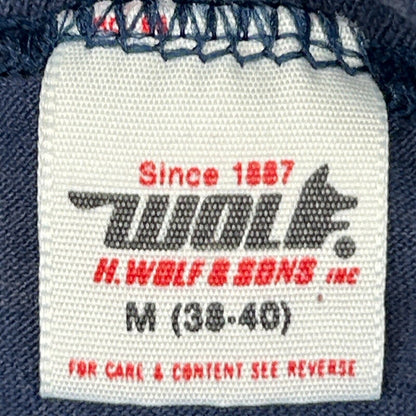 Since 1887
WOLF
H. WOLF & SONS INC
M (38-40)
FOR CARE & CONTENT SEE REVERSE